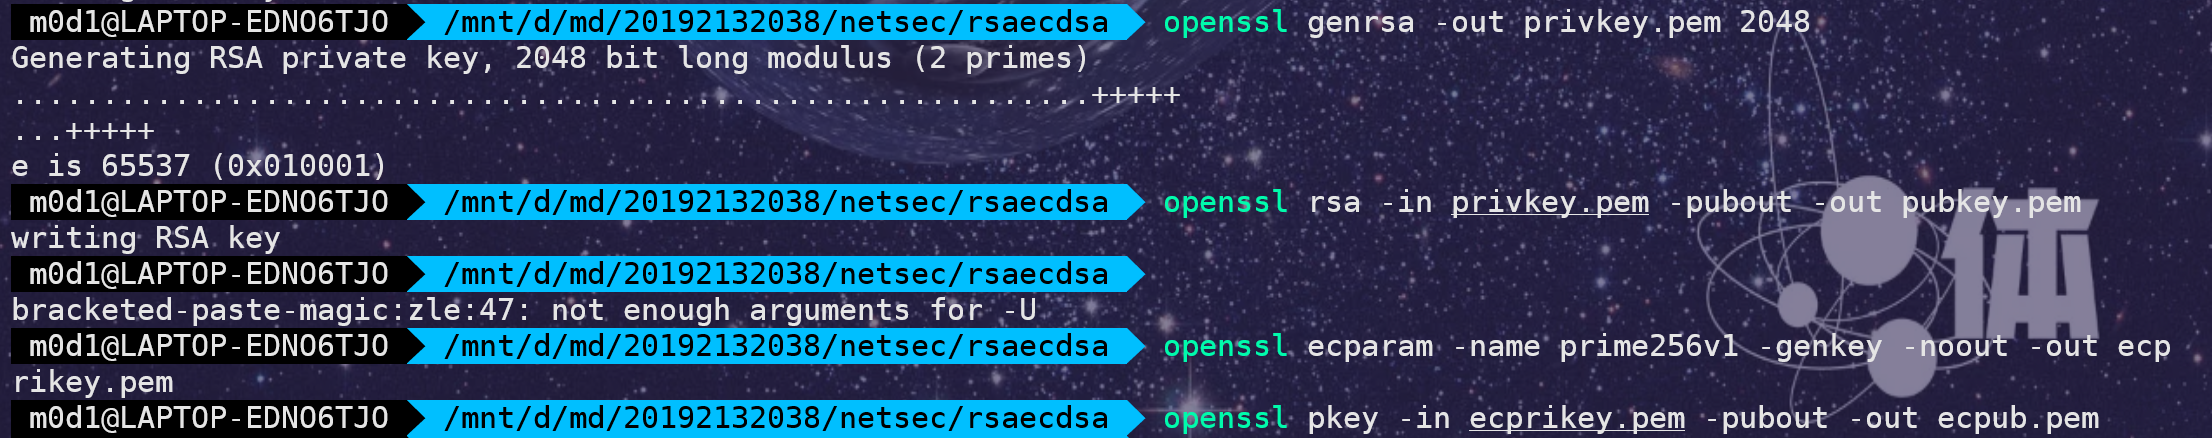 m0d1@LAPTOP-EDNO6TJO /mnt/d/md/20192132038/netsec/rsaecdsa openssl genrsa -out privkey.pem 2048
Generating RSA private key, 2048 bit long modulus (2 primes)
............................................................+++++
...+++++
e is 65537 (0x010001)
m0d1@LAPTOP-EDNO6TJO /mnt/d/md/20192132038/netsec/rsaecdsa openssl rsa -in privkey.pem -pubout -out pubkey.pem
writing RSA key
m0d1@LAPTOP-EDNO6TJO /mnt/d/md/20192132038/netsec/rsaecdsa
bracketed-paste-magic:zle:47: not enough arguments for -U
m0d1@LAPTOP-EDNO6TJO /mnt/d/md/20192132038/netsec/rsaecdsa openssl ecparam -name prime256v1 -genkey -noout -out ecp
rikey.pem
m0d1@LAPTOP-EDNO6TJO /mnt/d/md/20192132038/netsec/rsaecdsa openssl pkey -in ecprikey.pem -pubout -out ecpub.pem
体